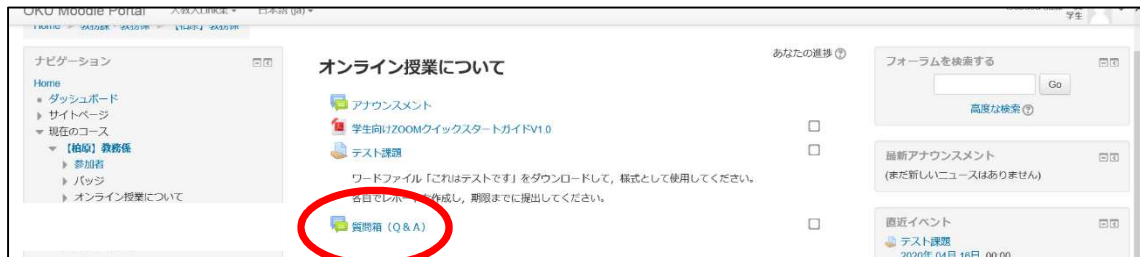 OKU Moodle Portal
日本語 (ja)
学生
Home 教務課・教務係 【柏原】教務係
ナビゲーション
Home
ダッシュボード
サイトページ
現在のコース
【柏原】教務係
参加者
バッジ
オンライン授業について
オンライン授業について
あなたの進捗
アナウンスメント
学生向けZOOMクイックスタートガイドV1.0
テスト課題
ワードファイル「これはテストです」をダウンロードして，様式として使用してください。
各自でレポートを作成し，期限までに提出してください。
質問箱（Q&A）
フォーラムを検索する
Go
高度な検索
最新アナウンスメント
(まだ新しいニュースはありません)
直近イベント
テスト課題
2020年 04月 16日, 00:00